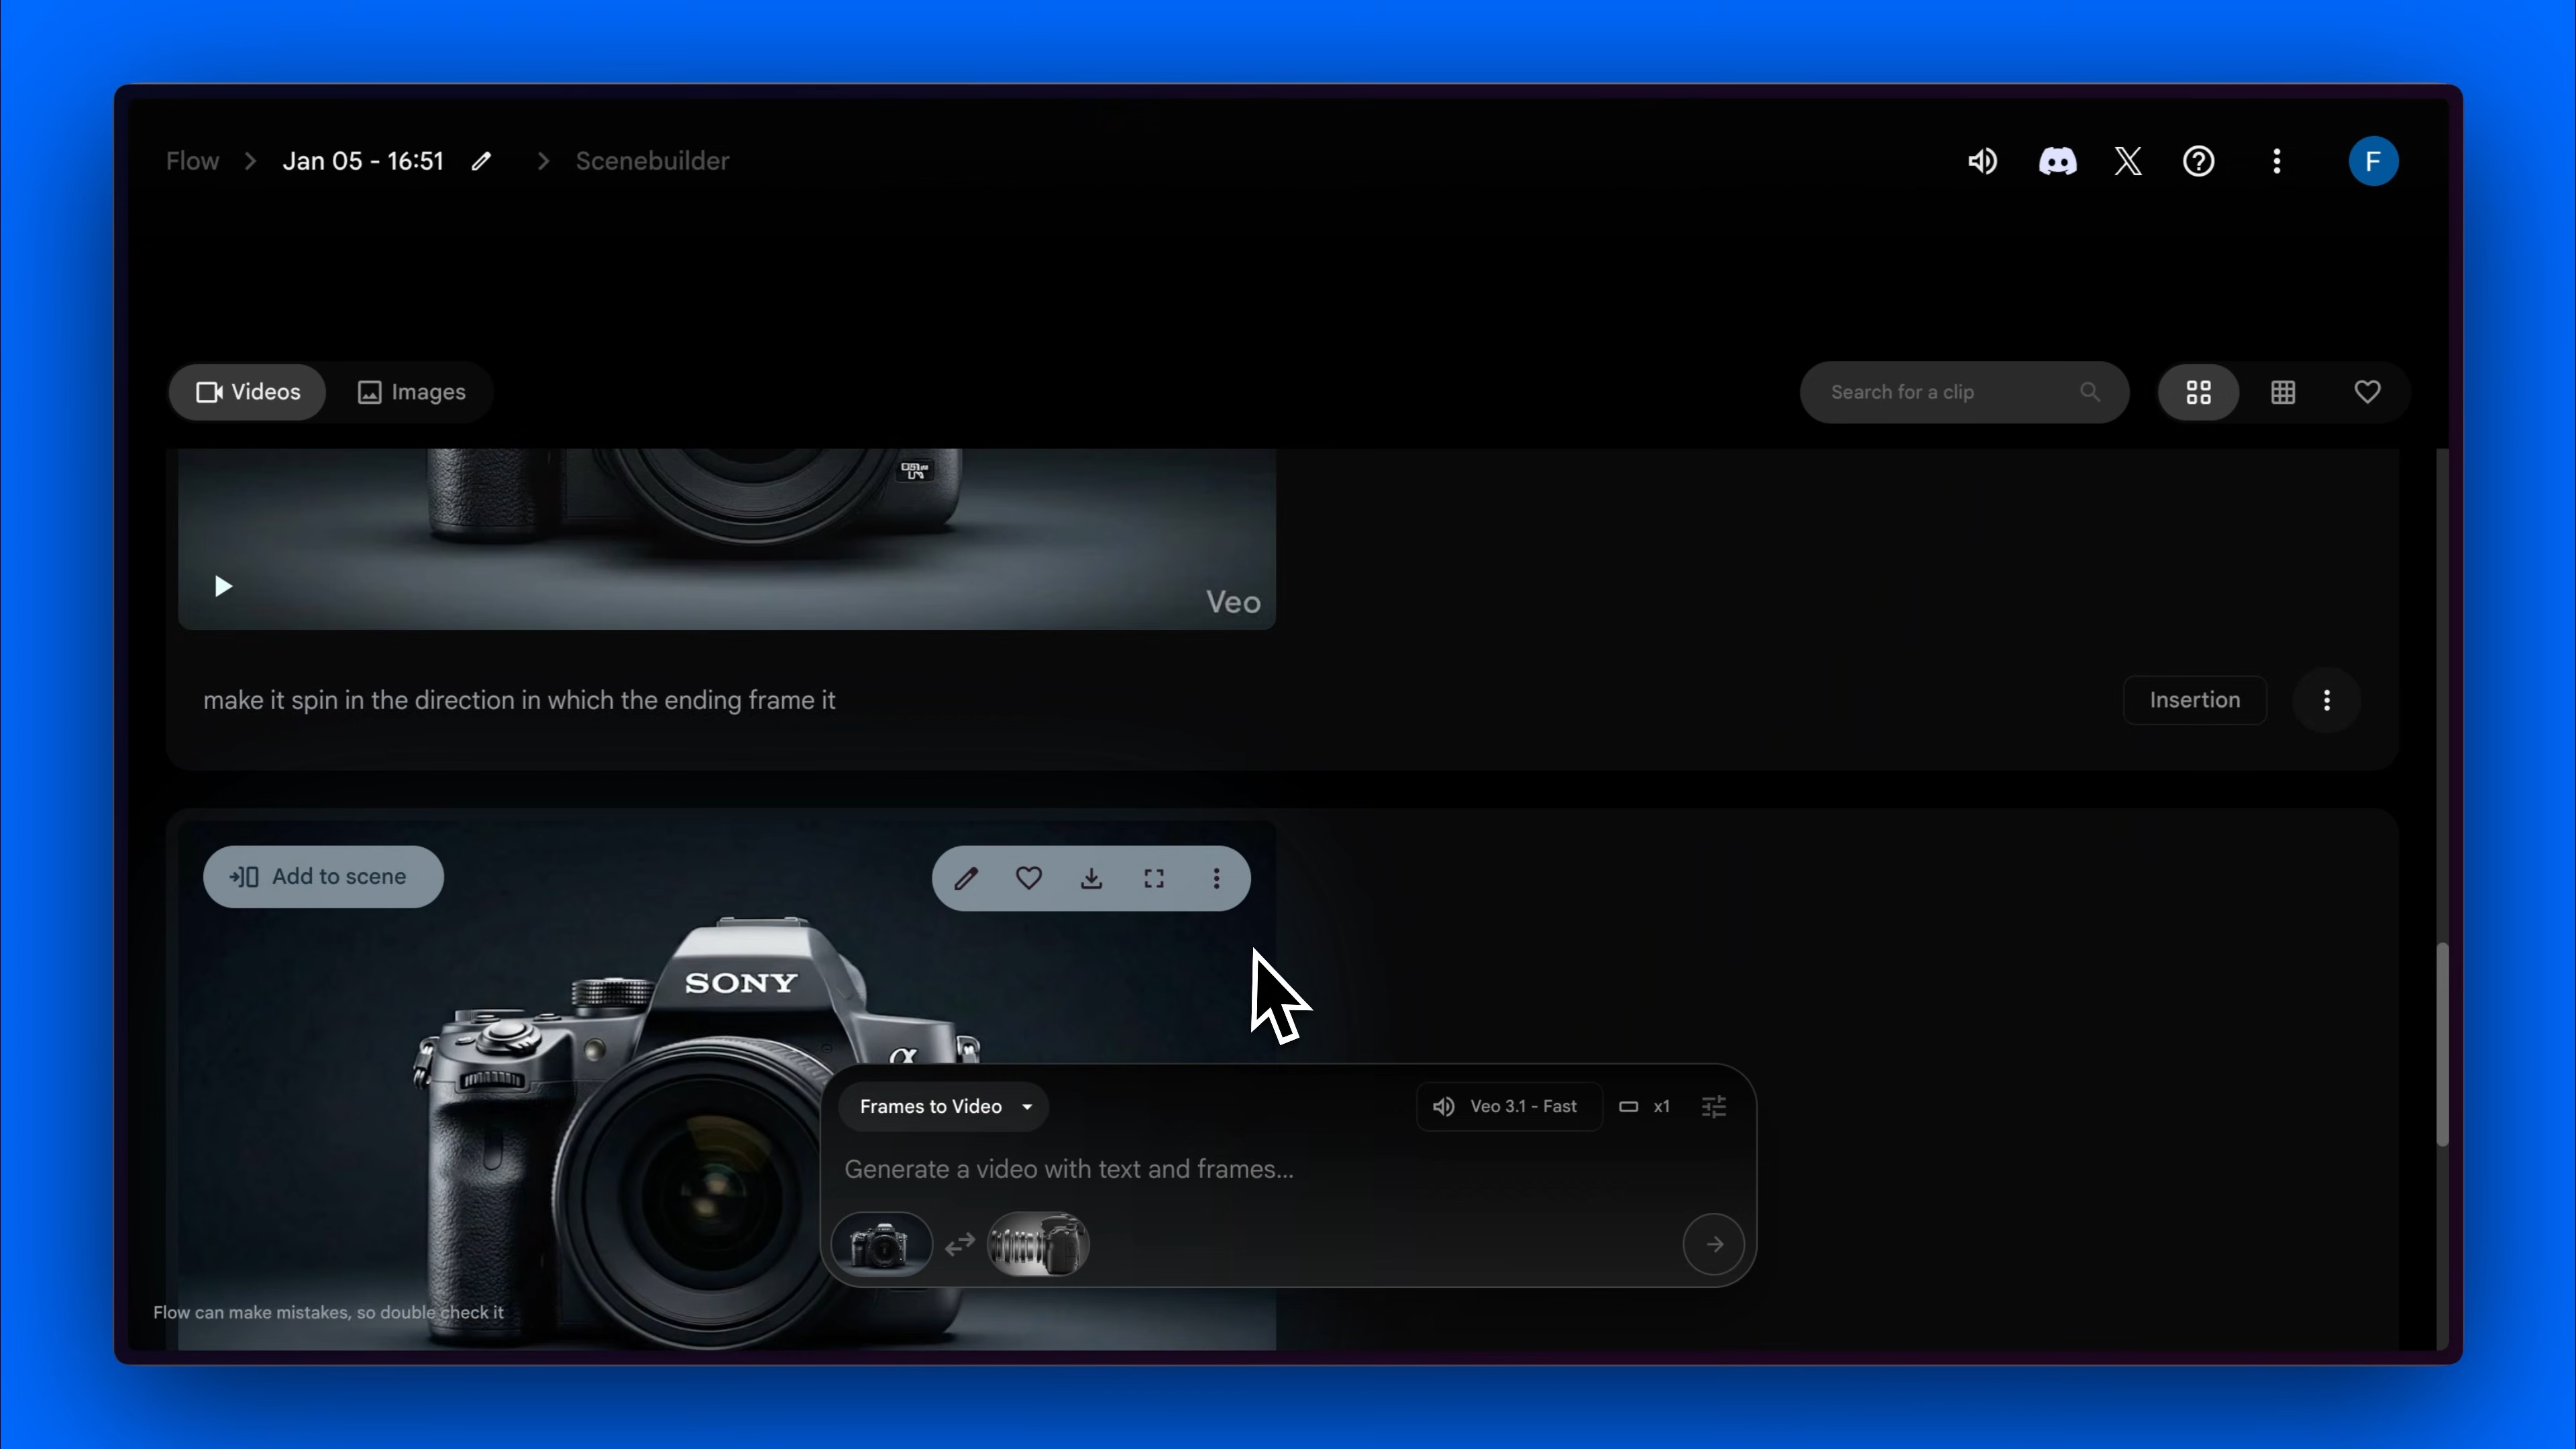 Flow
Jan 05 - 16:51
Scenebuilder
F
Videos
Images
Search for a clip
Veo
make it spin in the direction in which the ending frame it
Insertion
Add to scene
SONY
α
Frames to Video
Veo 3.1 - Fast
x1
Generate a video with text and frames...
Flow can make mistakes, so double check it